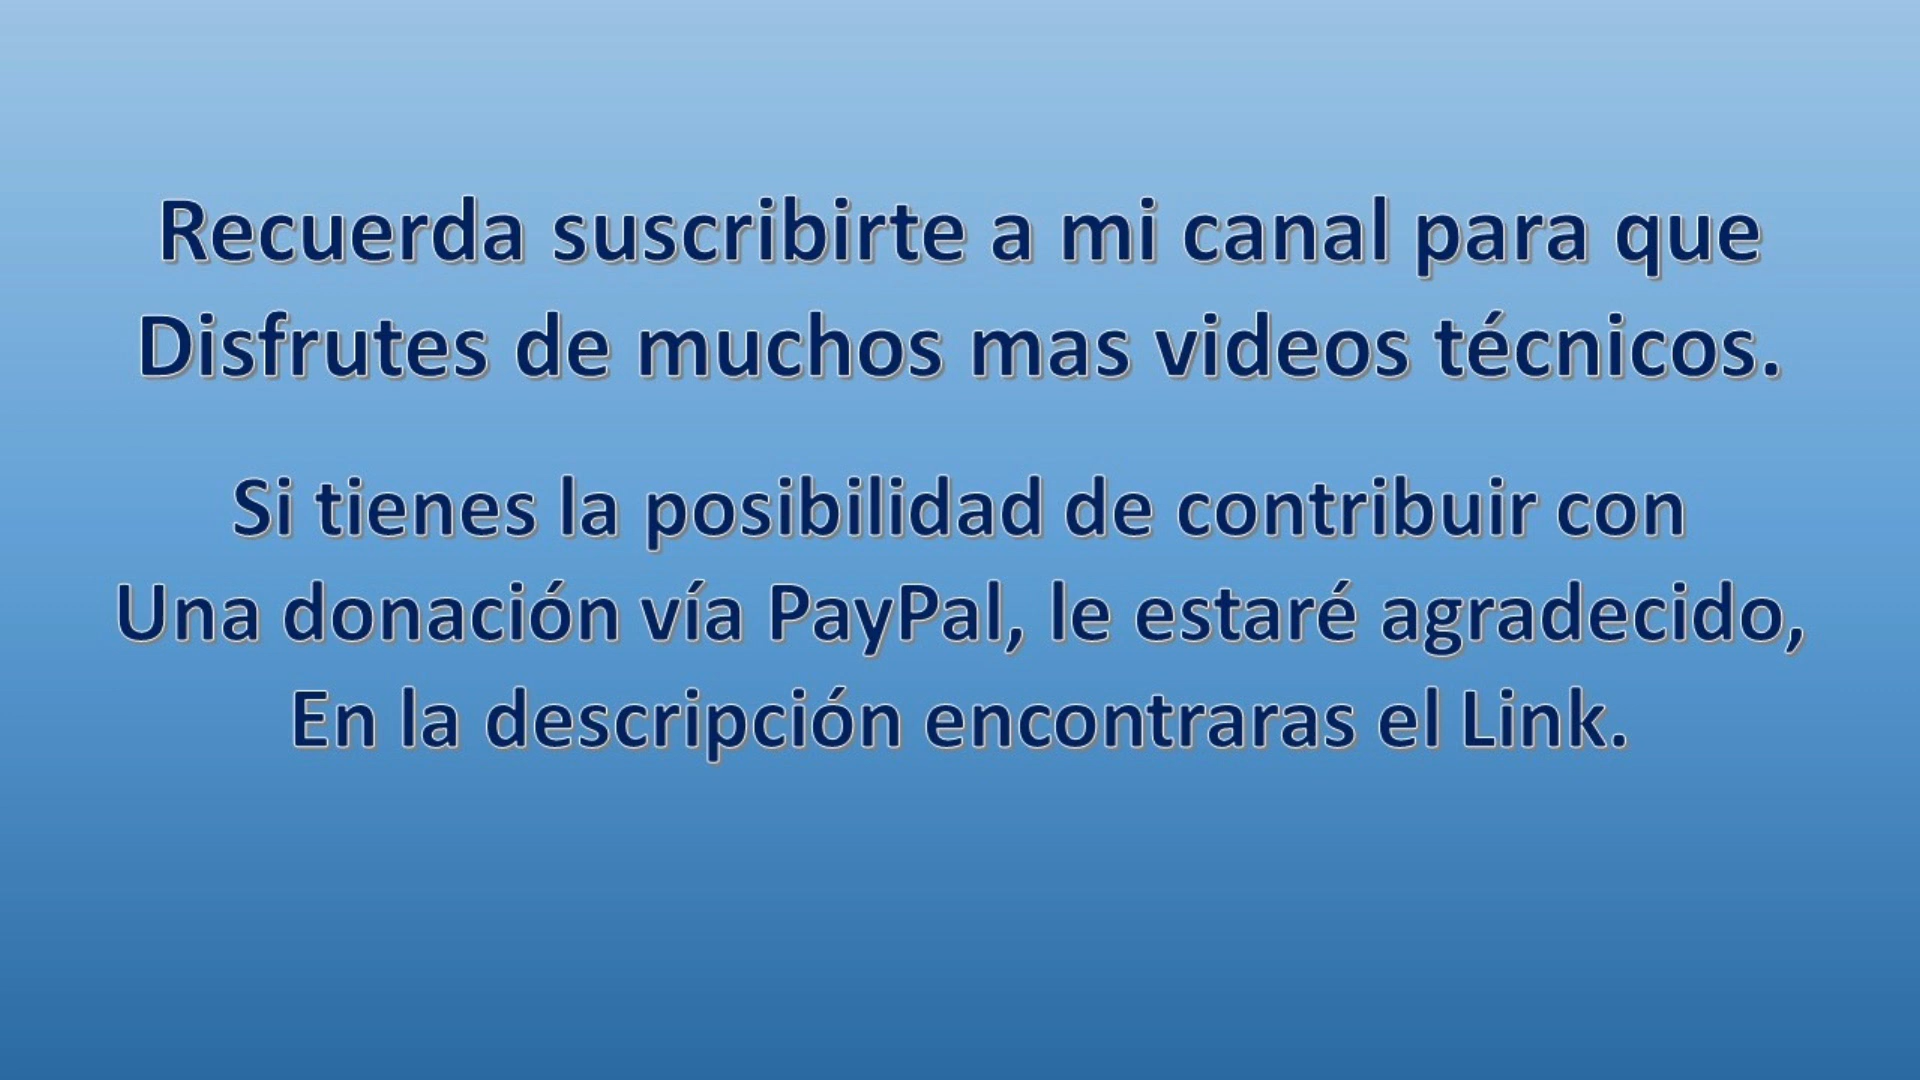 Recuerda suscribirte a mi canal para que
Disfrutes de muchos mas videos técnicos.
Si tienes la posibilidad de contribuir con
Una donación vía PayPal, le estaré agradecido,
En la descripción encontraras el Link.